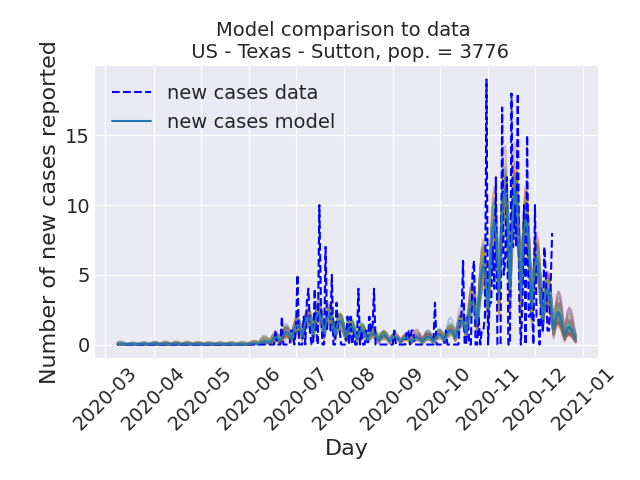 Model comparison to data
US - Texas - Sutton, pop. = 3776
Number of new cases reported
new cases data
new cases model
15
10
5
0
2020-03
2020-04
2020-05
2020-06
2020-07
2020-08
2020-09
2020-10
2020-11
2020-12
2021-01
Day